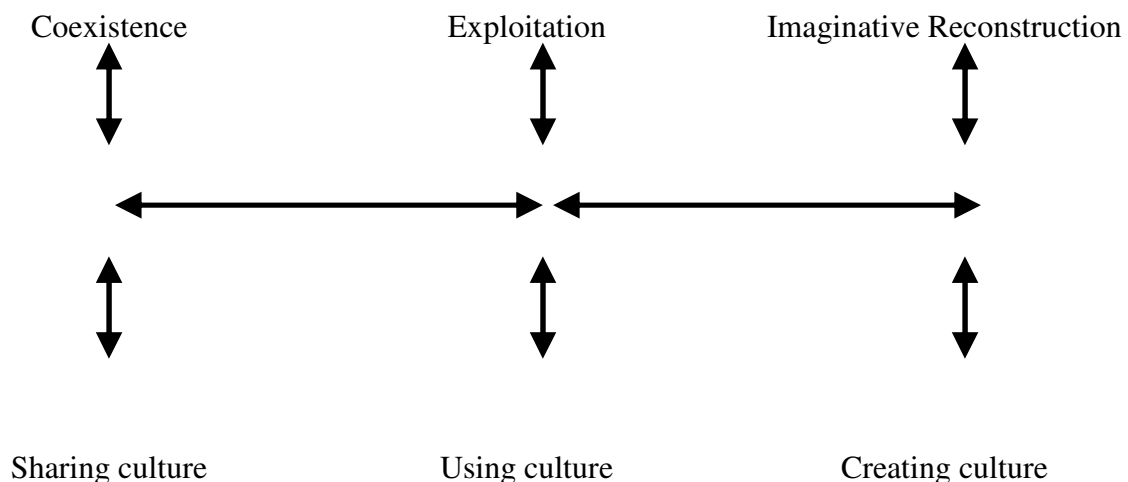 Coexistence Exploitation Imaginative Reconstruction
Sharing culture Using culture Creating culture